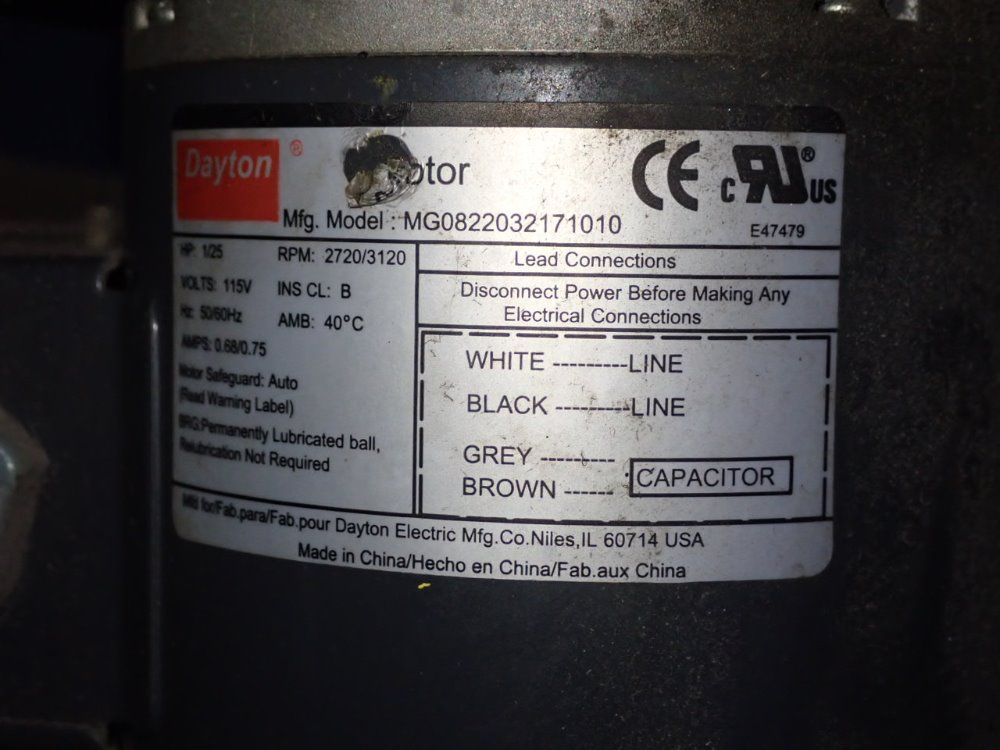 Dayton ®
otor
CE c RU ® US
Mfg. Model : MG0822032171010
E47479
HP: 1/25
RPM: 2720/3120
VOLTS: 115V
INS CL: B
Hz: 50/60Hz
AMB: 40°C
AMPS: 0.68/0.75
Motor Safeguard: Auto
(Read Warning Label)
BRG:Permanently Lubricated ball,
Relubrication Not Required
Lead Connections
Disconnect Power Before Making Any
Electrical Connections
WHITE ---------LINE
BLACK ---------LINE
GREY ---------
BROWN ------
CAPACITOR
Mfd for/Fab.para/Fab.pour Dayton Electric Mfg.Co.Niles,IL 60714 USA
Made in China/Hecho en China/Fab.aux China